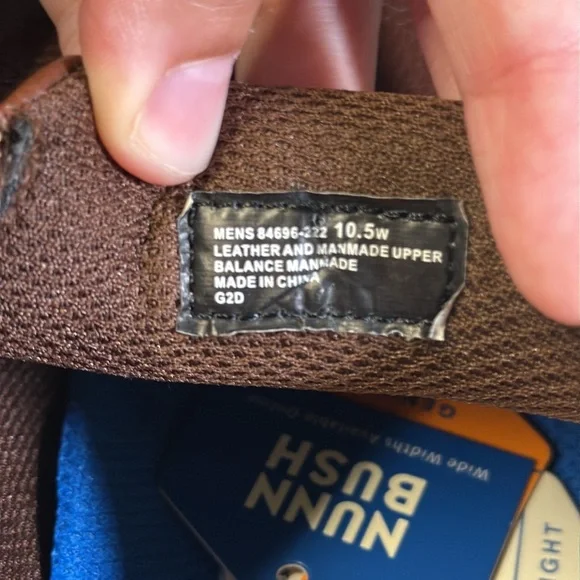 MENS 84696-222 10.5W
LEATHER AND MANMADE UPPER
BALANCE MANMADE
MADE IN CHINA
G2D
Wide Widths Available Online
NUNN
BUSH